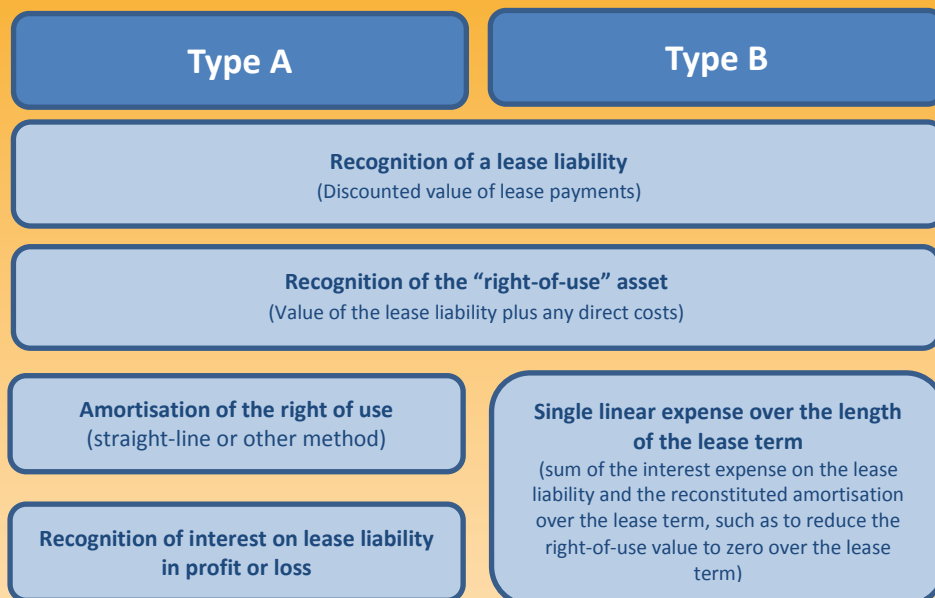 Type A
Type B
Recognition of a lease liability
(Discounted value of lease payments)
Recognition of the “right-of-use” asset
(Value of the lease liability plus any direct costs)
Amortisation of the right of use
(straight-line or other method)
Recognition of interest on lease liability
in profit or loss
Single linear expense over the length
of the lease term
(sum of the interest expense on the lease
liability and the reconstituted amortisation
over the lease term, such as to reduce the
right-of-use value to zero over the lease
term)